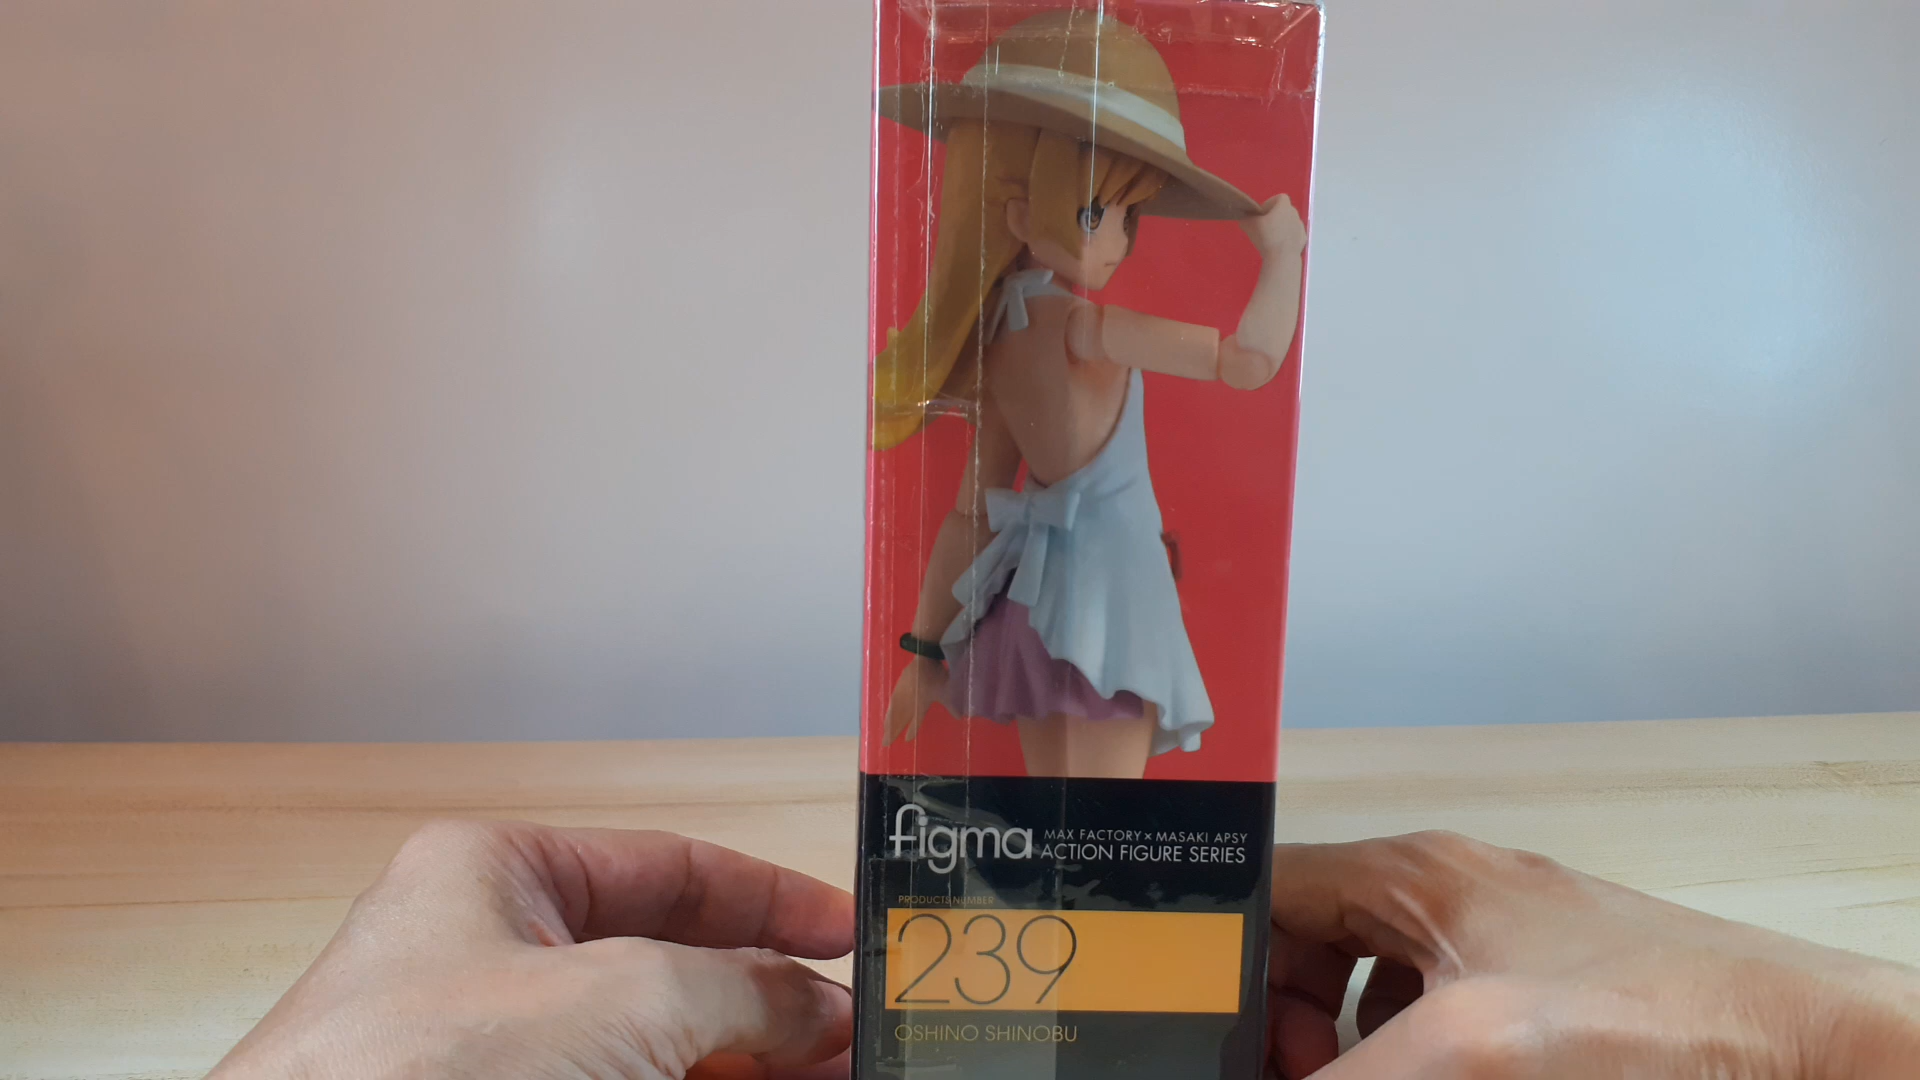 figma MAX FACTORY×MASAKI APSY
ACTION FIGURE SERIES
PRODUCTS NUMBER
239
OSHINO SHINOBU